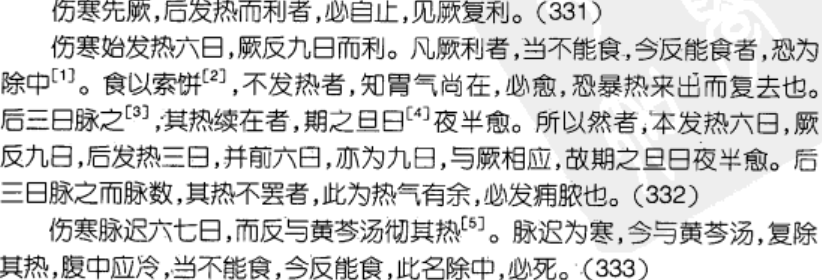 伤寒先厥,后发热而利者,必自止,见厥复利。(331)
伤寒始发热六日,厥反九日而利。凡厥利者,当不能食,今反能食者,恐为
除中[1]。食以索饼[2],不发热者,知胃气尚在,必愈,恐暴热来出而复去也。
后三日脉之[3],其热续在者,期之旦日[4]夜半愈。所以然者,本发热六日,厥
反九日,后发热三日,并前六日,亦为九日,与厥相应,故期之旦日夜半愈。后
三日脉之而脉数,其热不罢者,此为热气有余,必发痈脓也。(332)
伤寒脉迟六七日,而反与黄芩汤彻其热[5]。脉迟为寒,今与黄芩汤,复除
其热,腹中应冷,当不能食,今反能食,此名除中,必死。(333)